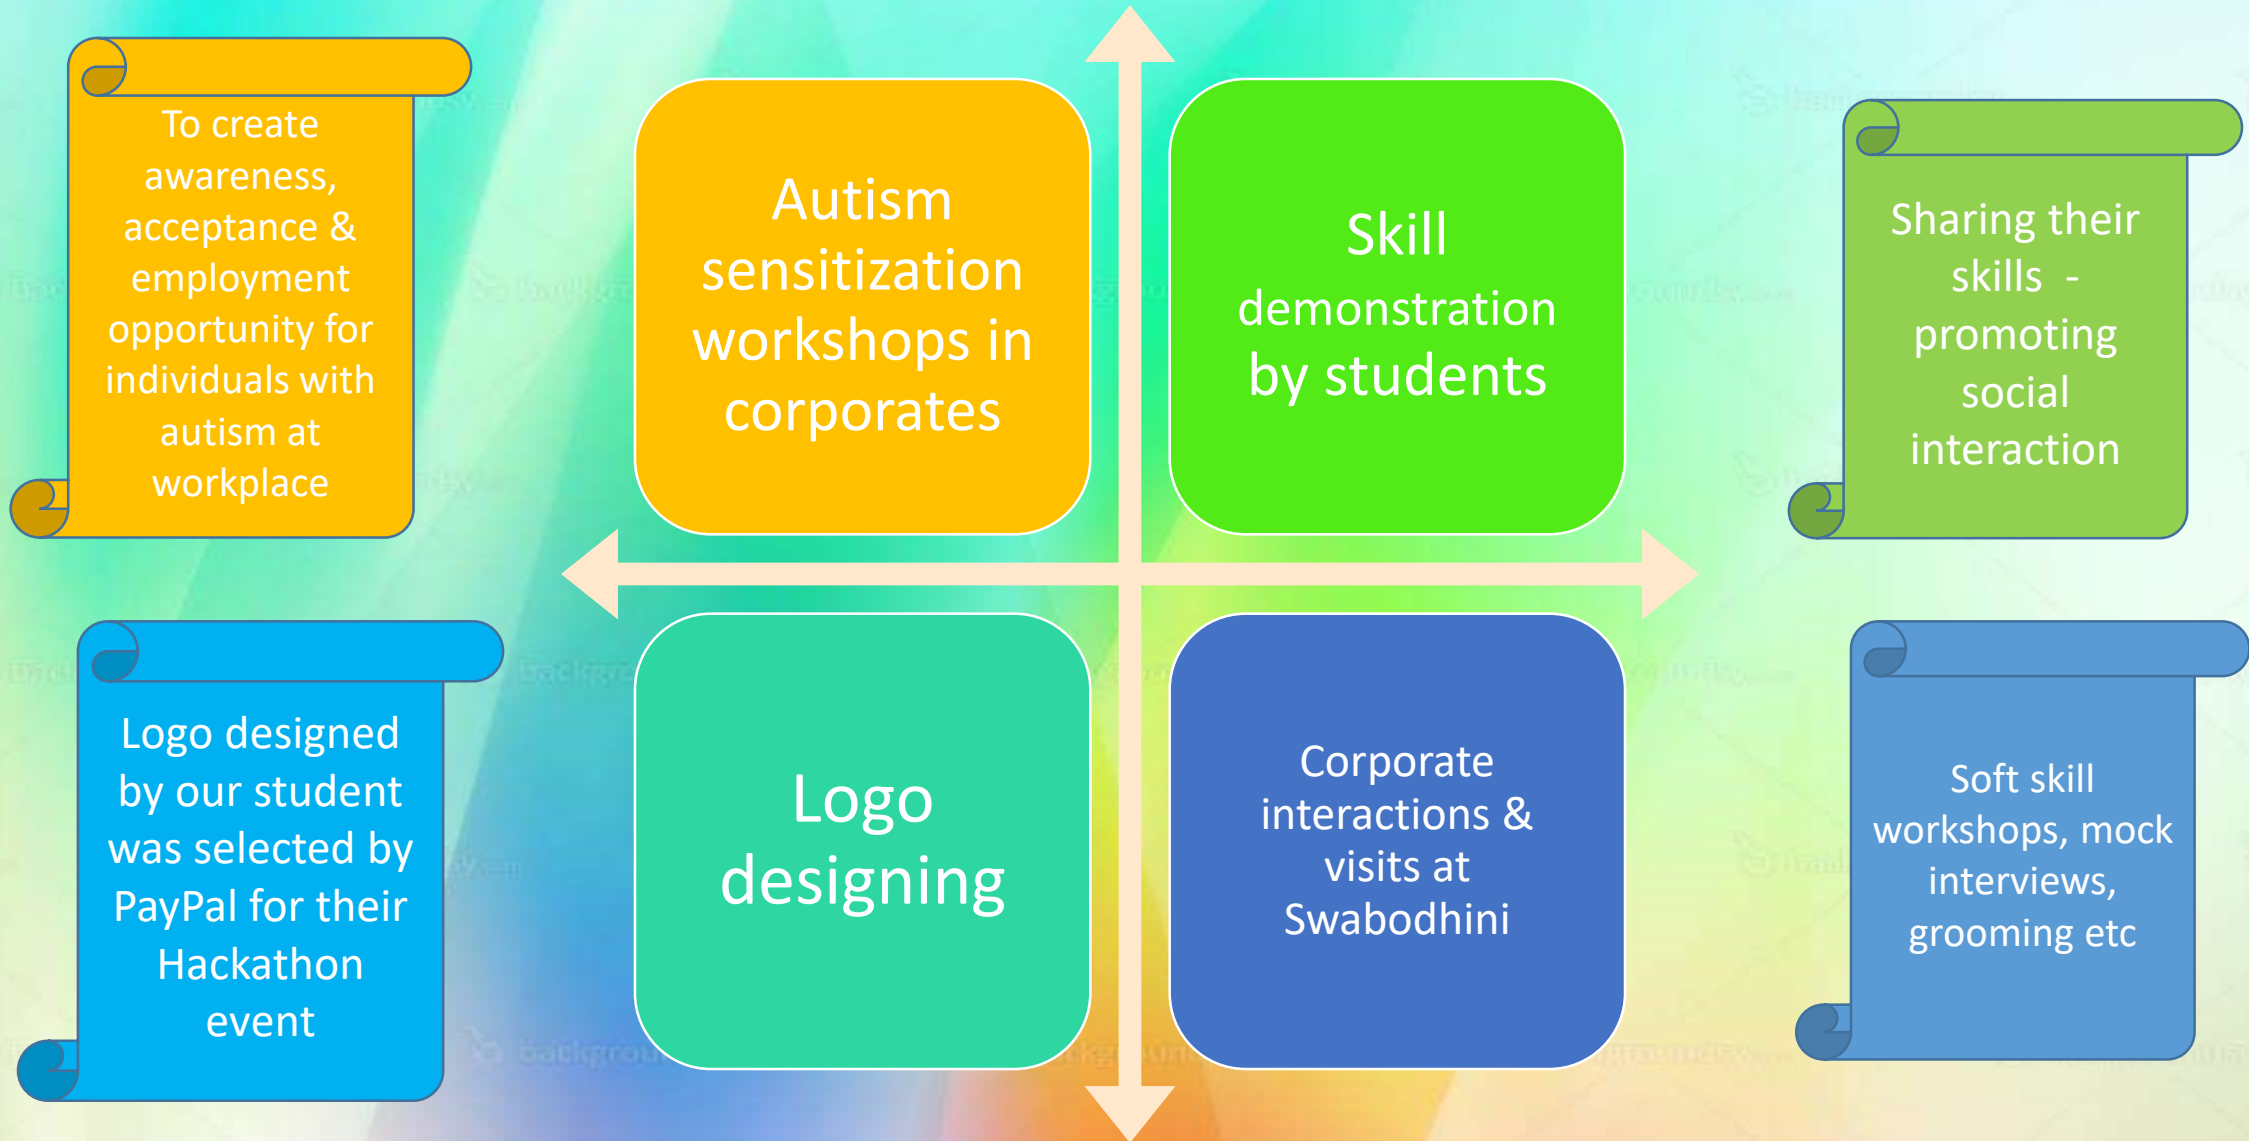 To create
awareness,
acceptance &
employment
opportunity for
individuals with
autism at
workplace
Autism
sensitization
workshops in
corporates
Skill
demonstration
by students
Sharing their
skills -
promoting
social
interaction
Logo designed
by our student
was selected by
PayPal for their
Hackathon
event
Logo
designing
Corporate
interactions &
visits at
Swabodhini
Soft skill
workshops, mock
interviews,
grooming etc